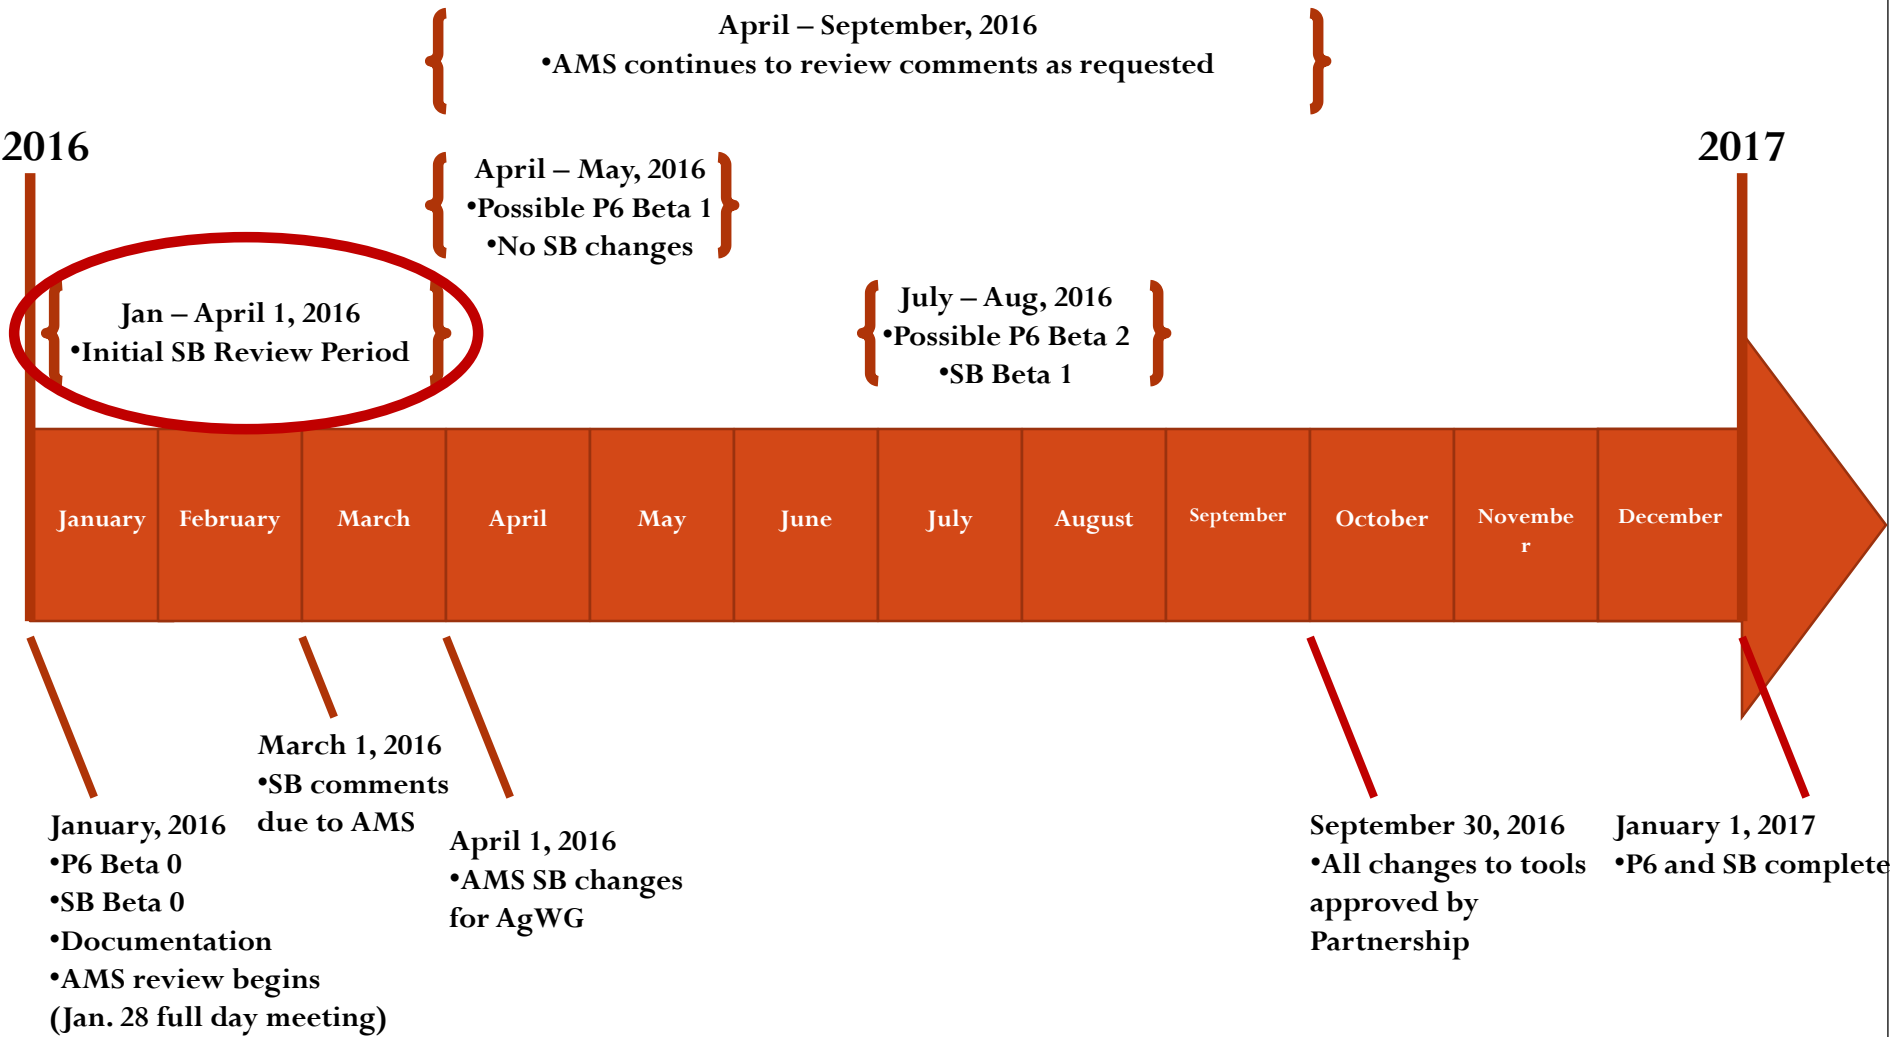 April – September, 2016
•AMS continues to review comments as requested
2016
2017
April – May, 2016
•Possible P6 Beta 1
•No SB changes
Jan – April 1, 2016
•Initial SB Review Period
July – Aug, 2016
•Possible P6 Beta 2
•SB Beta 1
January
February
March
April
May
June
July
August
September
October
Novembe
r
December
January, 2016
•P6 Beta 0
•SB Beta 0
•Documentation
•AMS review begins
(Jan. 28 full day meeting)
March 1, 2016
•SB comments
due to AMS
April 1, 2016
•AMS SB changes
for AgWG
September 30, 2016
•All changes to tools
approved by
Partnership
January 1, 2017
•P6 and SB complete